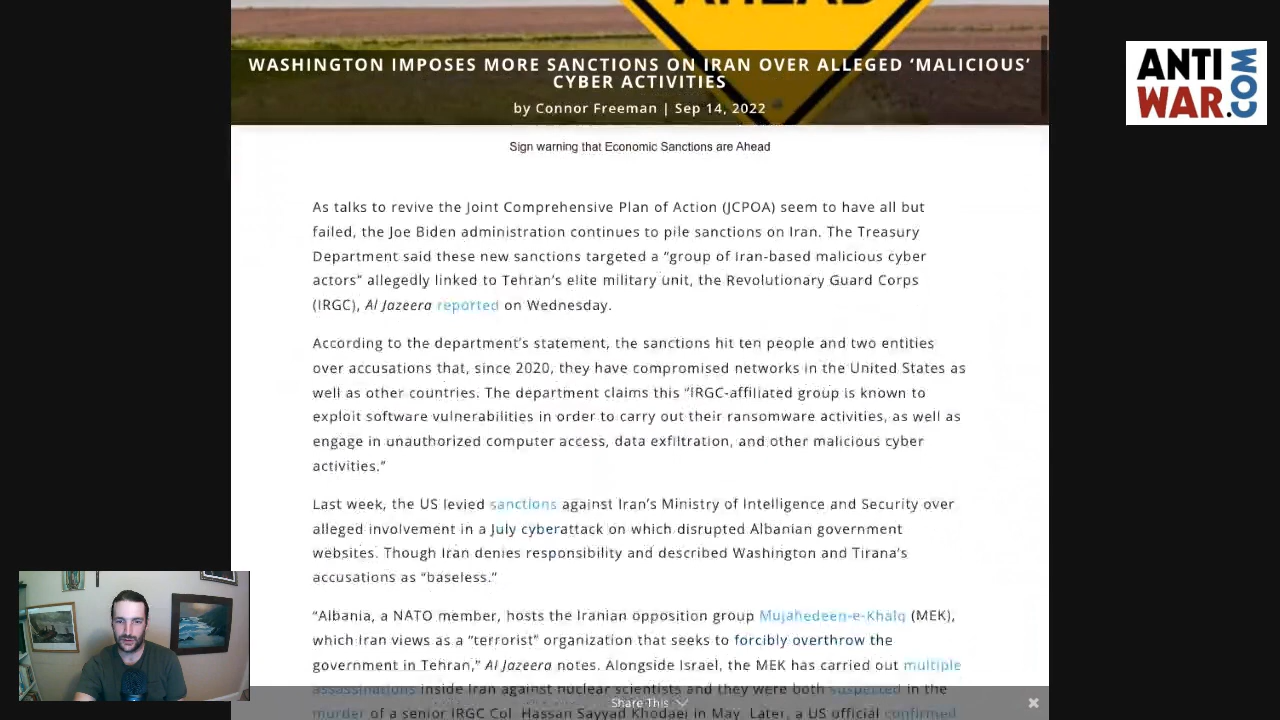 AHEAD
WASHINGTON IMPOSES MORE SANCTIONS ON IRAN OVER ALLEGED ‘MALICIOUS’
CYBER ACTIVITIES
by Connor Freeman | Sep 14, 2022
ANTI
WAR.COM
Sign warning that Economic Sanctions are Ahead
As talks to revive the Joint Comprehensive Plan of Action (JCPOA) seem to have all but
failed, the Joe Biden administration continues to pile sanctions on Iran. The Treasury
Department said these new sanctions targeted a “group of Iran-based malicious cyber
actors” allegedly linked to Tehran’s elite military unit, the Revolutionary Guard Corps
(IRGC), Al Jazeera reported on Wednesday.
According to the department’s statement, the sanctions hit ten people and two entities
over accusations that, since 2020, they have compromised networks in the United States as
well as other countries. The department claims this “IRGC-affiliated group is known to
exploit software vulnerabilities in order to carry out their ransomware activities, as well as
engage in unauthorized computer access, data exfiltration, and other malicious cyber
activities.”
Last week, the US levied sanctions against Iran’s Ministry of Intelligence and Security over
alleged involvement in a July cyberattack on which disrupted Albanian government
websites. Though Iran denies responsibility and described Washington and Tirana’s
accusations as “baseless.”
“Albania, a NATO member, hosts the Iranian opposition group Mujahedeen-e-Khalq (MEK),
which Iran views as a “terrorist” organization that seeks to forcibly overthrow the
government in Tehran,” Al Jazeera notes. Alongside Israel, the MEK has carried out multiple
assassinations inside Iran against nuclear scientists and they were both suspected in the
murder of a senior IRGC Col. Hassan Sayyad Khodaei in May. Later, a US official confirmed
Share This